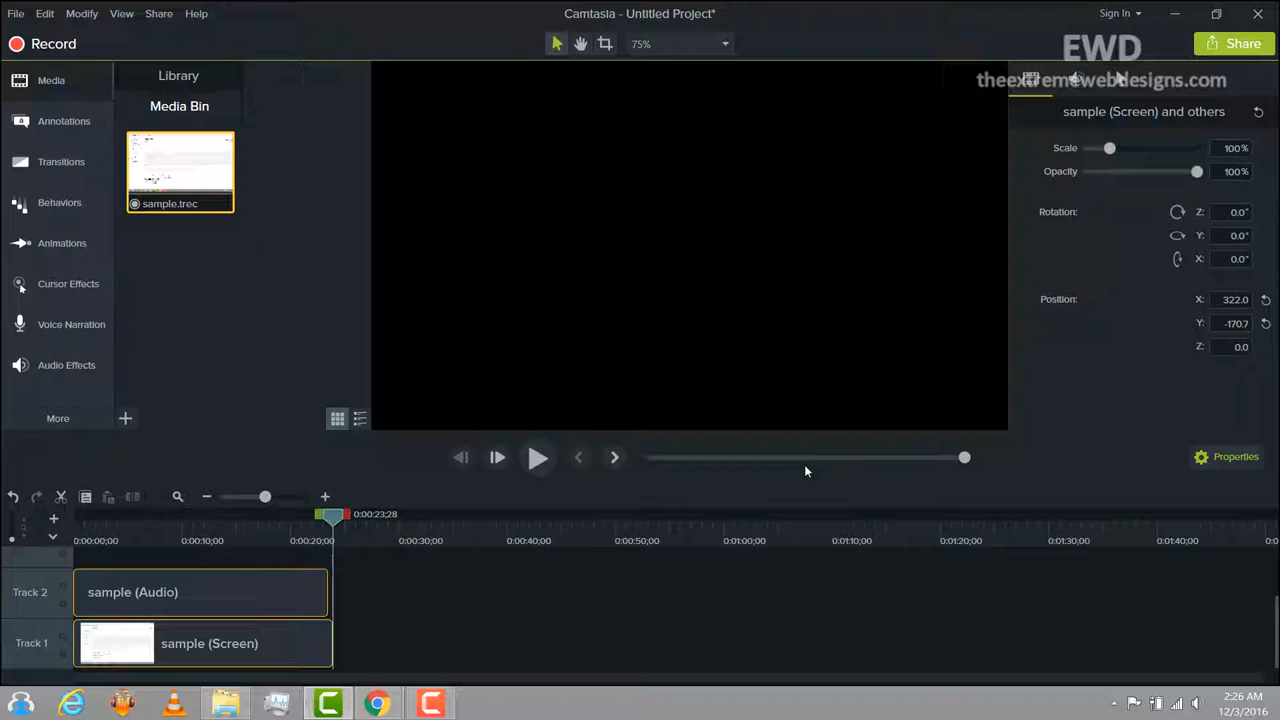 File Edit Modify View Share Help
Camtasia - Untitled Project*
Sign In
Record
75%
EWD
theextremewebdesigns.com
Share
Media
Library
Media Bin
sample.trec
Annotations
Transitions
Behaviors
Animations
Cursor Effects
Voice Narration
Audio Effects
More
sample (Screen) and others
Scale 100%
Opacity 100%
Rotation: Z: 0.0°
Y: 0.0°
X: 0.0°
Position: X: 322.0
Y: -170.7
Z: 0.0
Properties
0:00:23;28
0:00:00;00 0:00:10;00 0:00:20;00 0:00:30;00 0:00:40;00 0:00:50;00 0:01:00;00 0:01:10;00 0:01:20;00 0:01:30;00 0:01:40;00
Track 2 sample (Audio)
Track 1 sample (Screen)
2:26 AM
12/3/2016